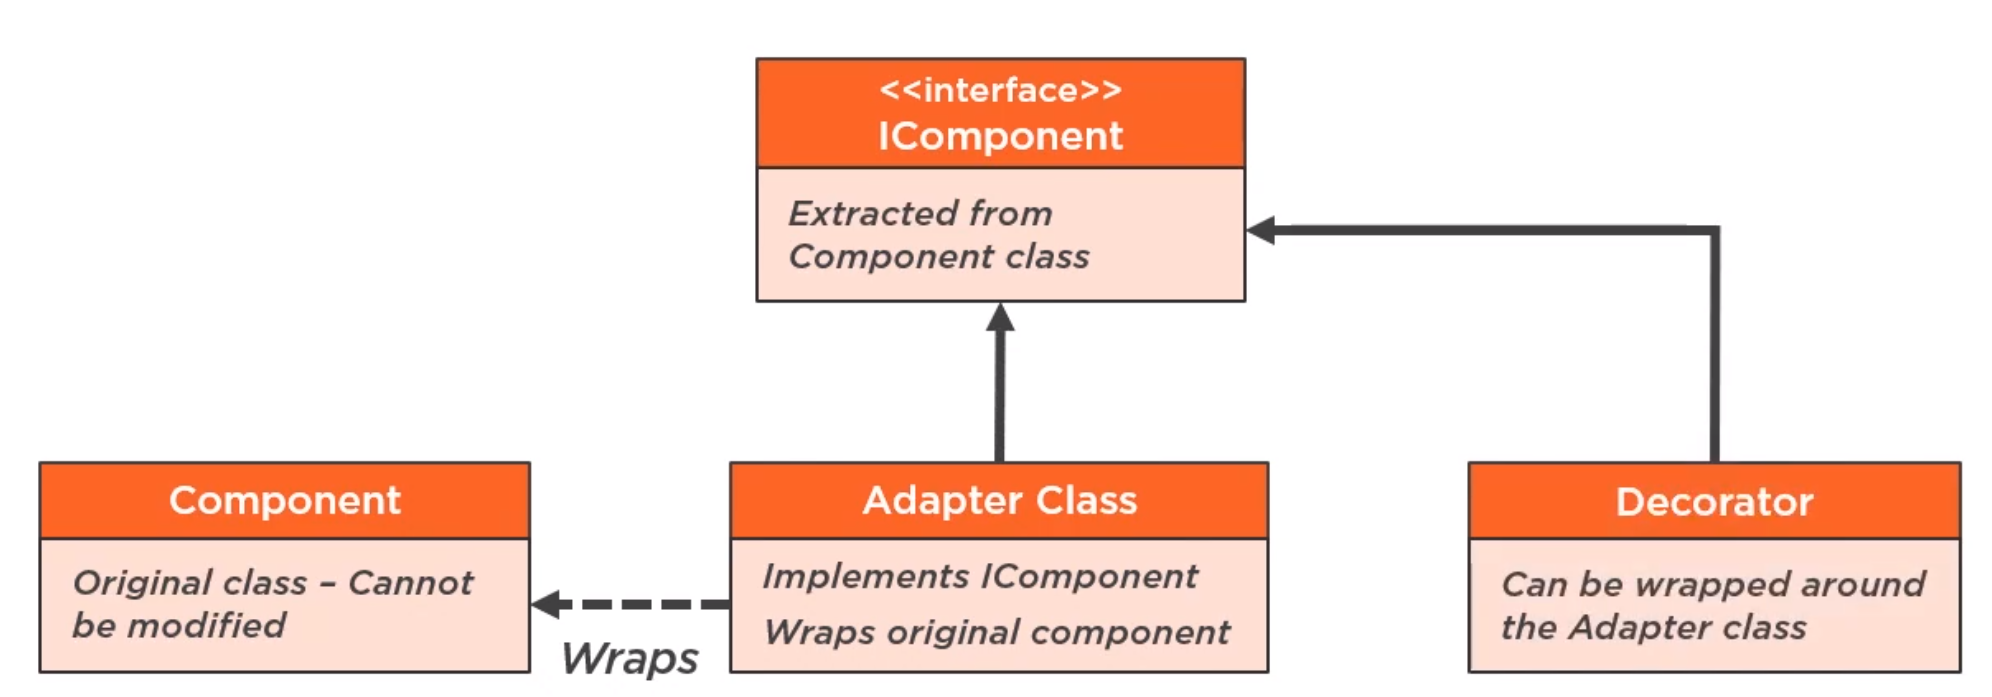 <<interface>>
IComponent
Extracted from
Component class
Component
Original class – Cannot
be modified
Wraps
Adapter Class
Implements IComponent
Wraps original component
Decorator
Can be wrapped around
the Adapter class